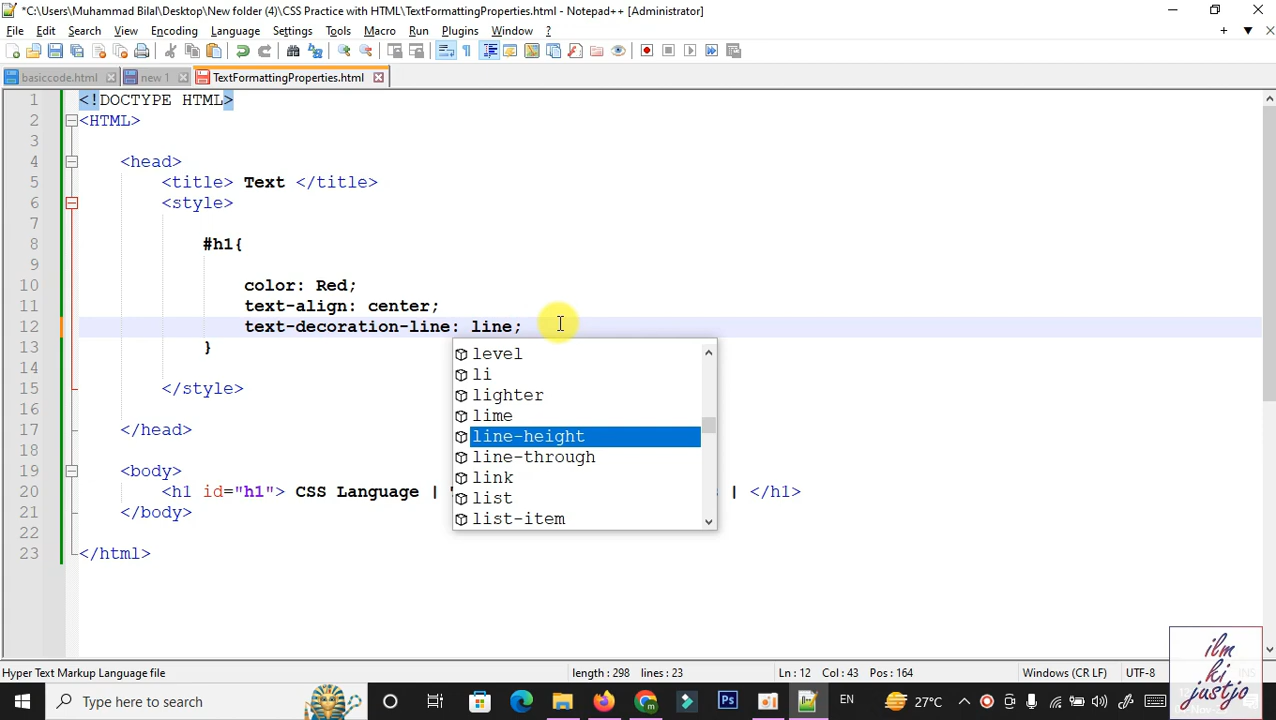 *C:\Users\Muhammad Bilal\Desktop\New folder (4)\CSS Practice with HTML\TextFormattingProperties.html - Notepad++ [Administrator]
File Edit Search View Encoding Language Settings Tools Macro Run Plugins Window ?
basiccode.html new 1 TextFormattingProperties.html
1 <!DOCTYPE HTML>
2 <HTML>
3
4 <head>
5 <title> Text </title>
6 <style>
7
8 #h1{
9
10 color: Red;
11 text-align: center;
12 text-decoration-line: line;
13 }
level
14
li
15 </style>
lighter
16
lime
17 </head>
line-height
18
line-through
19 <body>
link
20 <h1 id="h1"> CSS Language | | </h1>
list
21 </body>
list-item
22
23 </html>
Hyper Text Markup Language file length : 298 lines : 23 Ln : 12 Col : 43 Pos : 164 Windows (CR LF) UTF-8 INS
ilm
ki
justjo
Type here to search EN 27°C